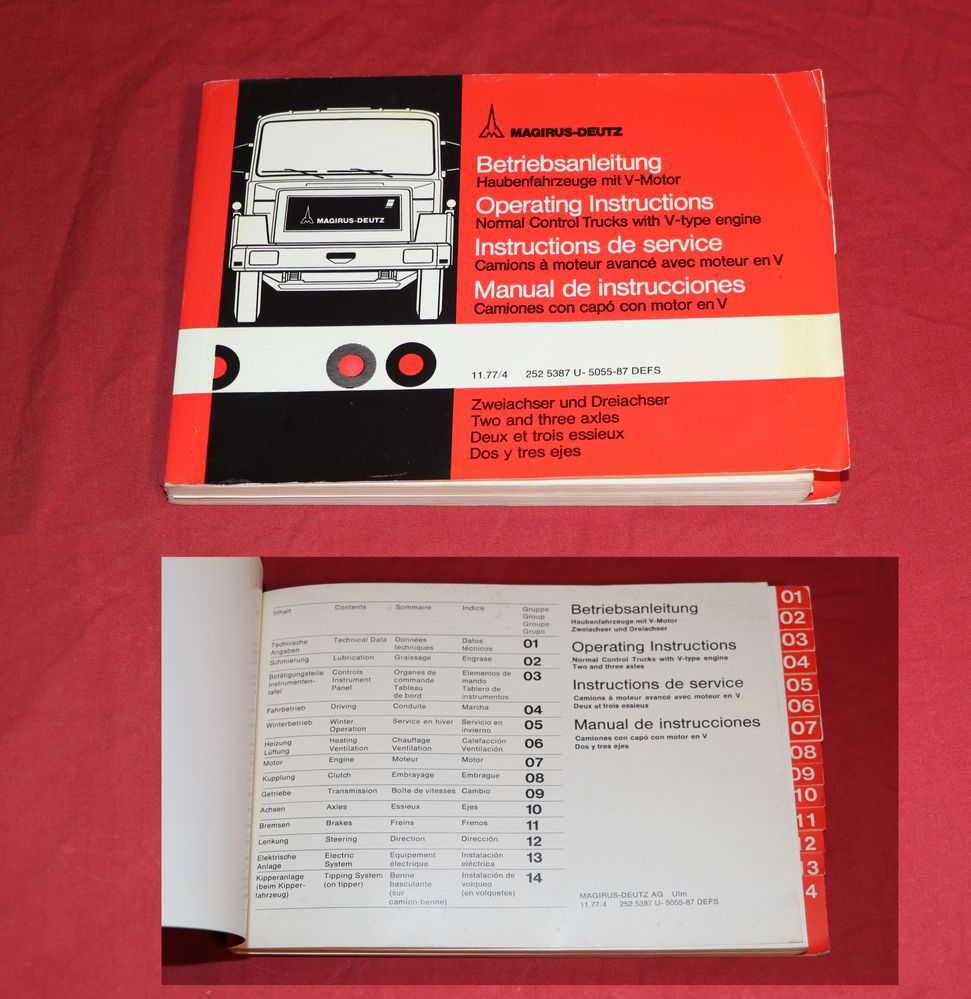 MAGIRUS-DEUTZ
Betriebsanleitung
Haubenfahrzeuge mit V-Motor
Operating Instructions
Normal Control Trucks with V-type engine
Instructions de service
Camions à moteur avancé avec moteur en V
Manual de instrucciones
Camiones con capó con motor en V
MAGIRUS-DEUTZ
11.77/4 252 5387 U- 5055-87 DEFS
Zweiachser und Dreiachser
Two and three axles
Deux et trois essieux
Dos y tres ejes
Inhalt Contents Sommaire Indice Gruppe
Group
Groupe
Grupo
Technische Technical Data Données Datos 01
Angaben techniques técnicos
Schmierung Lubrication Graissage Engrase 02
Betätigungsteile Controls Organes de Elementos de 03
Instrumenten- Instrument commande mando
tafel Panel Tableau Tablero de
de bord instrumentos
Fahrbetrieb Driving Conduite Marcha 04
Winterbetrieb Winter Service en hiver Servicio en 05
Operation invierno
Heizung Heating Chauffage Calefacción 06
Lüftung Ventilation Ventilation Ventilación
Motor Engine Moteur Motor 07
Kupplung Clutch Embrayage Embrague 08
Getriebe Transmission Boîte de vitesses Cambio 09
Achsen Axles Essieux Ejes 10
Bremsen Brakes Freins Frenos 11
Lenkung Steering Direction Dirección 12
Elektrische Electric Equipement Instalación 13
Anlage System électrique eléctrica
Kipperanlage Tipping System Benne Instalación de 14
(beim Kipper- (on tipper) basculante volqueo
fahrzeug) (sur (en volquetes)
camion-benne)
Betriebsanleitung
Haubenfahrzeuge mit V-Motor
Zweiachser und Dreiachser
Operating Instructions
Normal Control Trucks with V-type engine
Two and three axles
Instructions de service
Camions à moteur avancé avec moteur en V
Deux et trois essieux
Manual de instrucciones
Camiones con capó con motor en V
Dos y tres ejes
MAGIRUS-DEUTZ AG Ulm
11.77/4 252 5387 U- 5055-87 DEFS
01
02
03
04
05
06
07
08
09
10
11
2
3
4